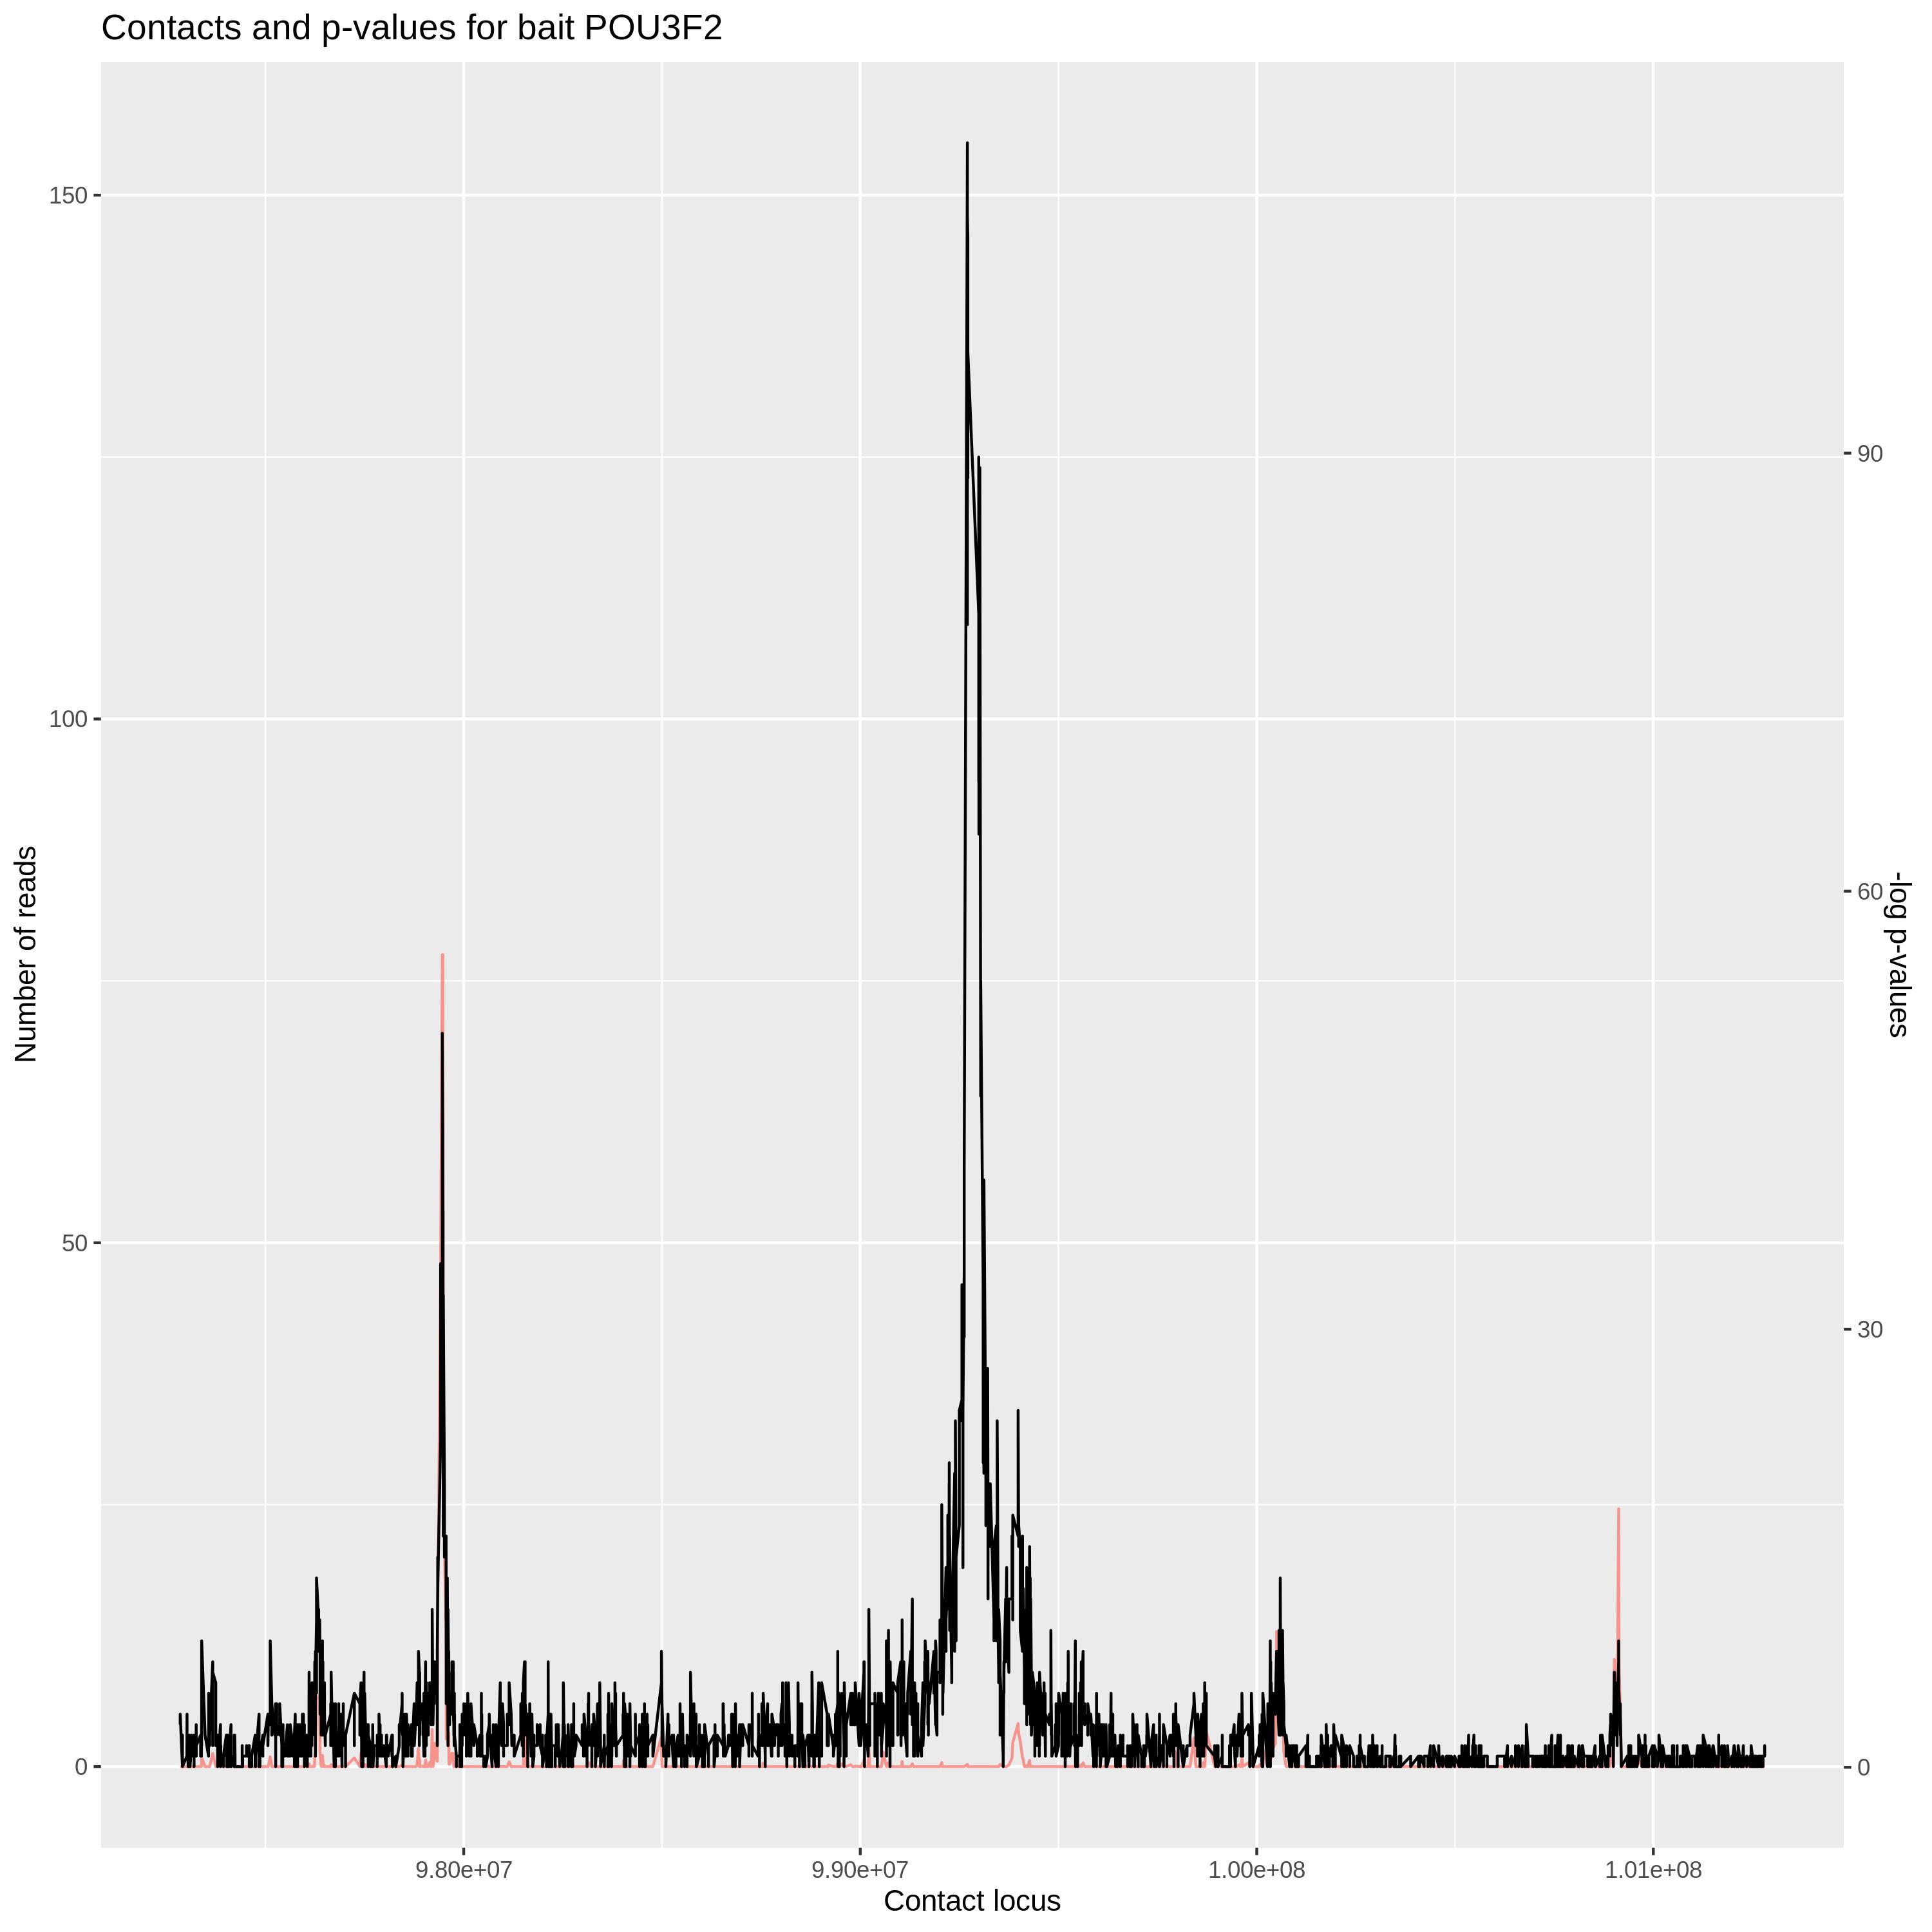 Contacts and p-values for bait POU3F2
150
100
50
0
Number of reads
90
60
30
0
-log p-values
9.80e+07
9.90e+07
1.00e+08
1.01e+08
Contact locus